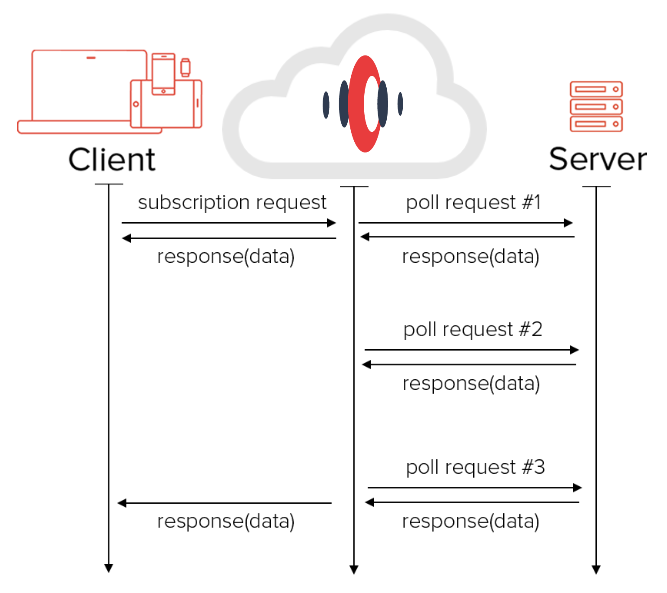 Client
Server
subscription request
poll request #1
response(data)
response(data)
poll request #2
response(data)
poll request #3
response(data)
response(data)